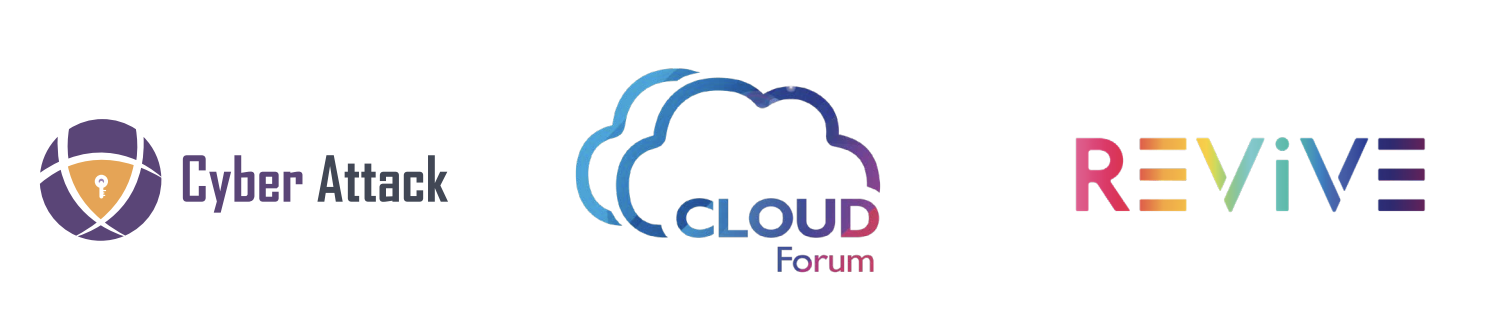 Cyber Attack
CLOUD
Forum
REViVE